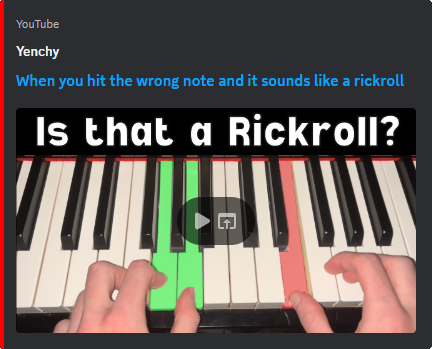 YouTube
Yenchy
When you hit the wrong note and it sounds like a rickroll
Is that a Rickroll?